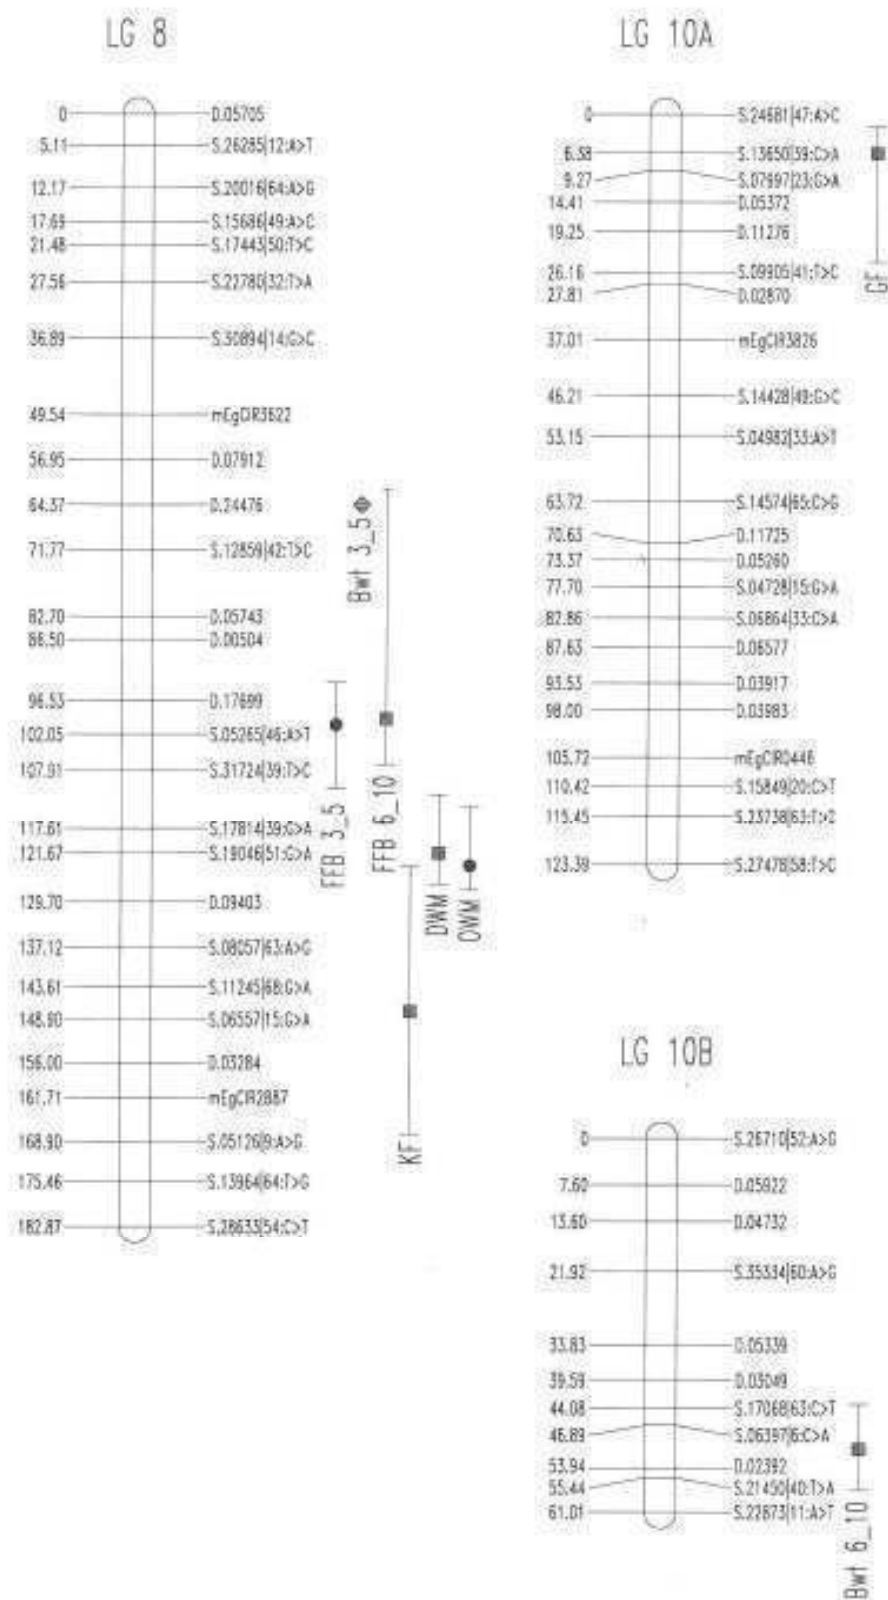 LG 8
0 D.05705
5.11 S.26285|12:A>T
12.17 S.20016|64:A>G
17.69 S.15686|49:A>C
21.48 S.17443|50:T>C
27.56 S.22780|32:T>A
36.89 S.30894|14:G>C
49.54 mEgCIR3622
56.95 D.07912
64.37 D.24476
71.77 S.12859|42:T>C
82.70 D.05743
86.50 D.00504
96.53 D.17699
102.05 S.05265|46:A>T
107.91 S.31724|39:T>C
117.61 S.17814|39:G>A
121.67 S.19046|51:G>A
129.70 D.09403
137.12 S.08057|63:A>G
143.61 S.11245|68:G>A
148.90 S.06557|15:G>A
156.00 D.03284
161.71 mEgCIR2887
168.90 S.05126|9:A>G
175.46 S.13964|64:T>G
182.87 S.28633|54:C>T
Bwt 3_5
FFB 3_5
FFB 6_10
DWM
OWM
KF
LG 10A
0 S.24681|47:A>C
6.38 S.13650|39:C>A
9.27 S.07997|23:G>A
14.41 D.05372
19.25 D.11276
26.16 S.09905|41:T>C
27.81 D.02870
37.01 mEgCIR3826
46.21 S.14428|49:G>C
53.15 S.04982|33:A>T
63.72 S.14574|65:C>G
70.63 D.11725
73.37 D.05260
77.70 S.04728|15:G>A
82.86 S.06864|33:C>A
87.63 D.06577
93.53 D.03917
98.00 D.03983
105.72 mEgCIR0446
110.42 S.15849|20:C>T
115.45
123.39 S.27478|58:T>C
GF
LG 10B
0 S.26710|52:A>G
7.60 D.05922
13.60 D.04732
21.92 S.35334|60:A>G
33.83 D.05339
39.59 D.03049
44.08 S.17068|63:C>T
46.89 S.06397|6:C>A
53.94 D.02392
55.44 S.21450|40:T>A
61.01 S.22873|11:A>T
Bwt 6_10